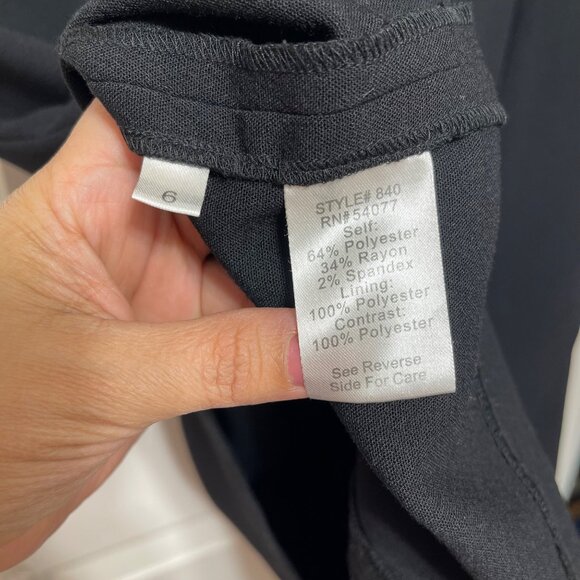 6
STYLE# 840
RN#54077
Self:
64% Polyester
34% Rayon
2% Spandex
Lining:
100% Polyester
Contrast:
100% Polyester
See Reverse
Side For Care